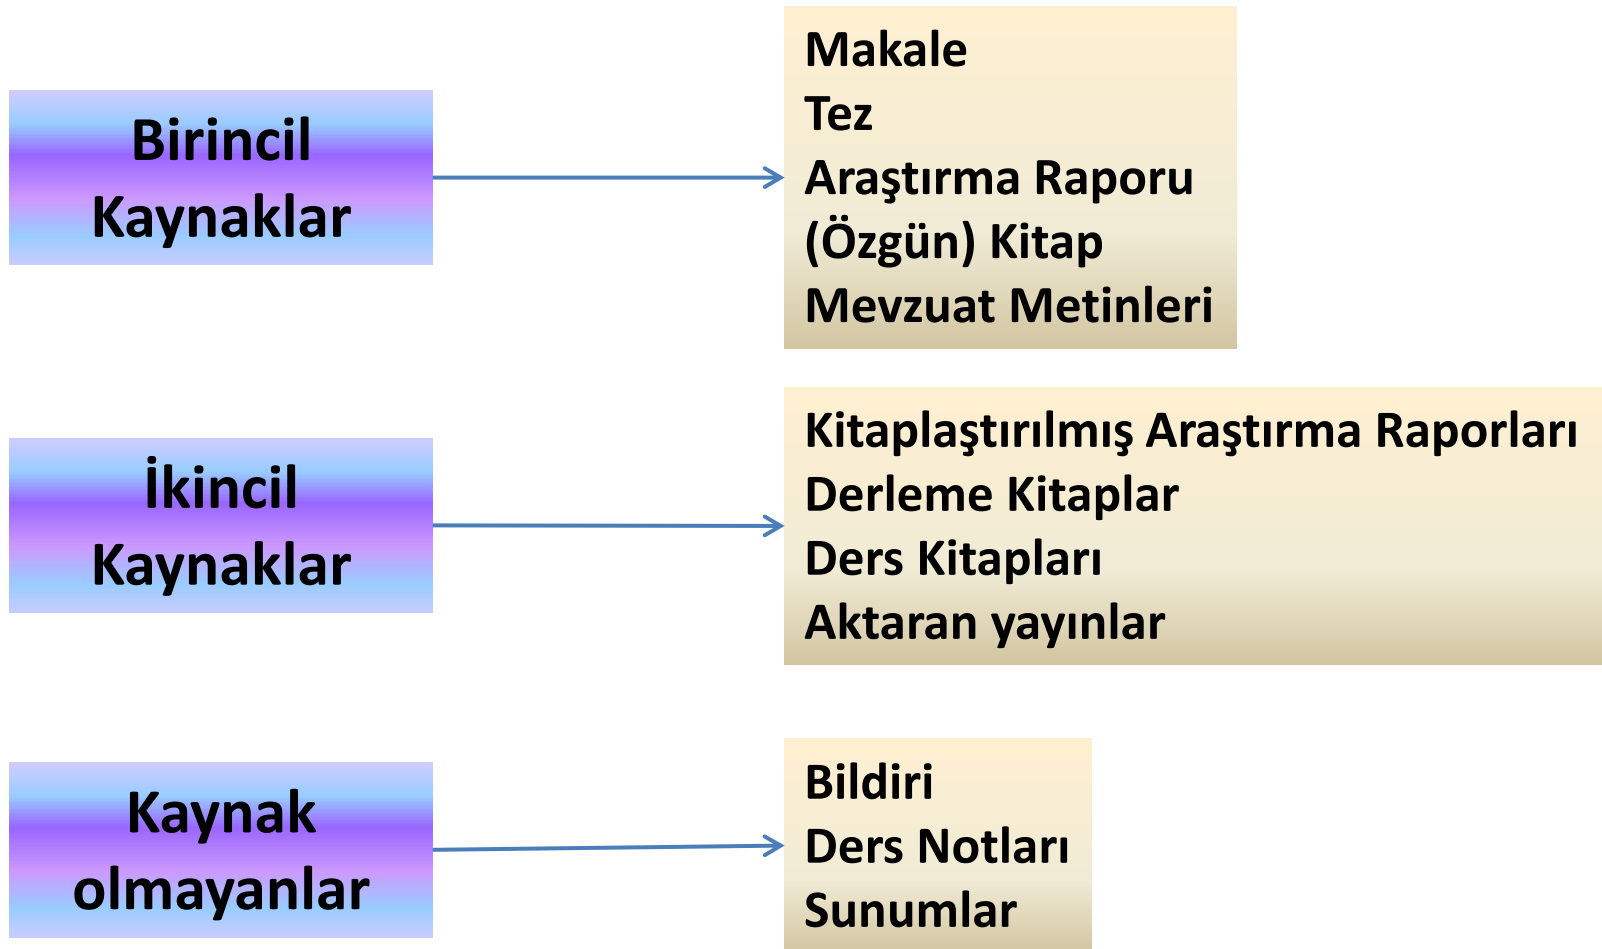 Birincil
Kaynaklar
Makale
Tez
Araştırma Raporu
(Özgün) Kitap
Mevzuat Metinleri
İkincil
Kaynaklar
Kitaplaştırılmış Araştırma Raporları
Derleme Kitaplar
Ders Kitapları
Aktaran yayınlar
Kaynak
olmayanlar
Bildiri
Ders Notları
Sunumlar